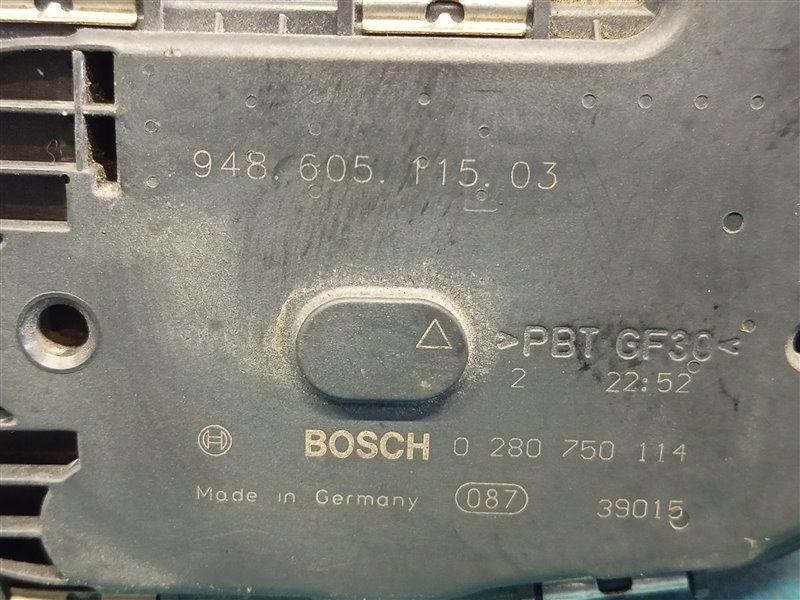 948.605.115.03
>PBT GF30<
2 22:52
BOSCH 0 280 750 114
Made in Germany 087 39015